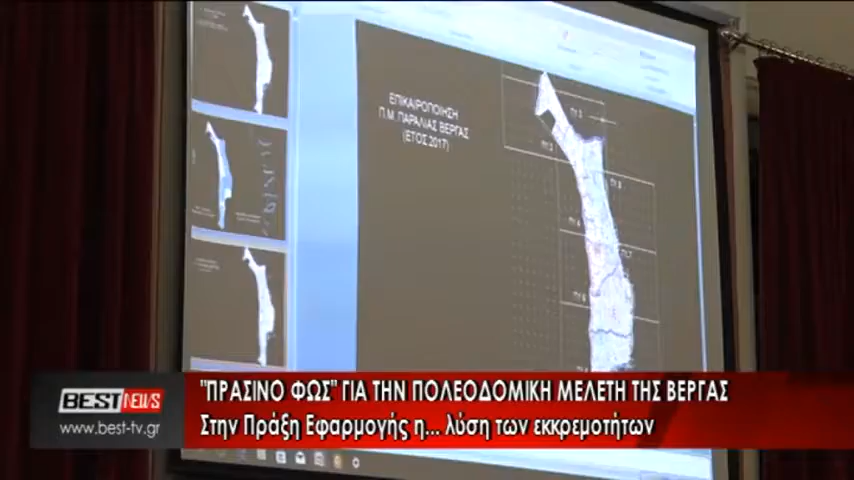 ΕΠΙΚΑΙΡΟΠΟΙΗΣΗ
Π.Μ. ΠΑΡΑΛΙΑΣ ΒΕΡΓΑΣ
(ΕΤΟΣ 2017)
"ΠΡΑΣΙΝΟ ΦΩΣ" ΓΙΑ ΤΗΝ ΠΟΛΕΟΔΟΜΙΚΗ ΜΕΛΕΤΗ ΤΗΣ ΒΕΡΓΑΣ
BEST NEWS
www.best-tv.gr
Στην Πράξη Εφαρμογής η... λύση των εκκρεμοτήτων